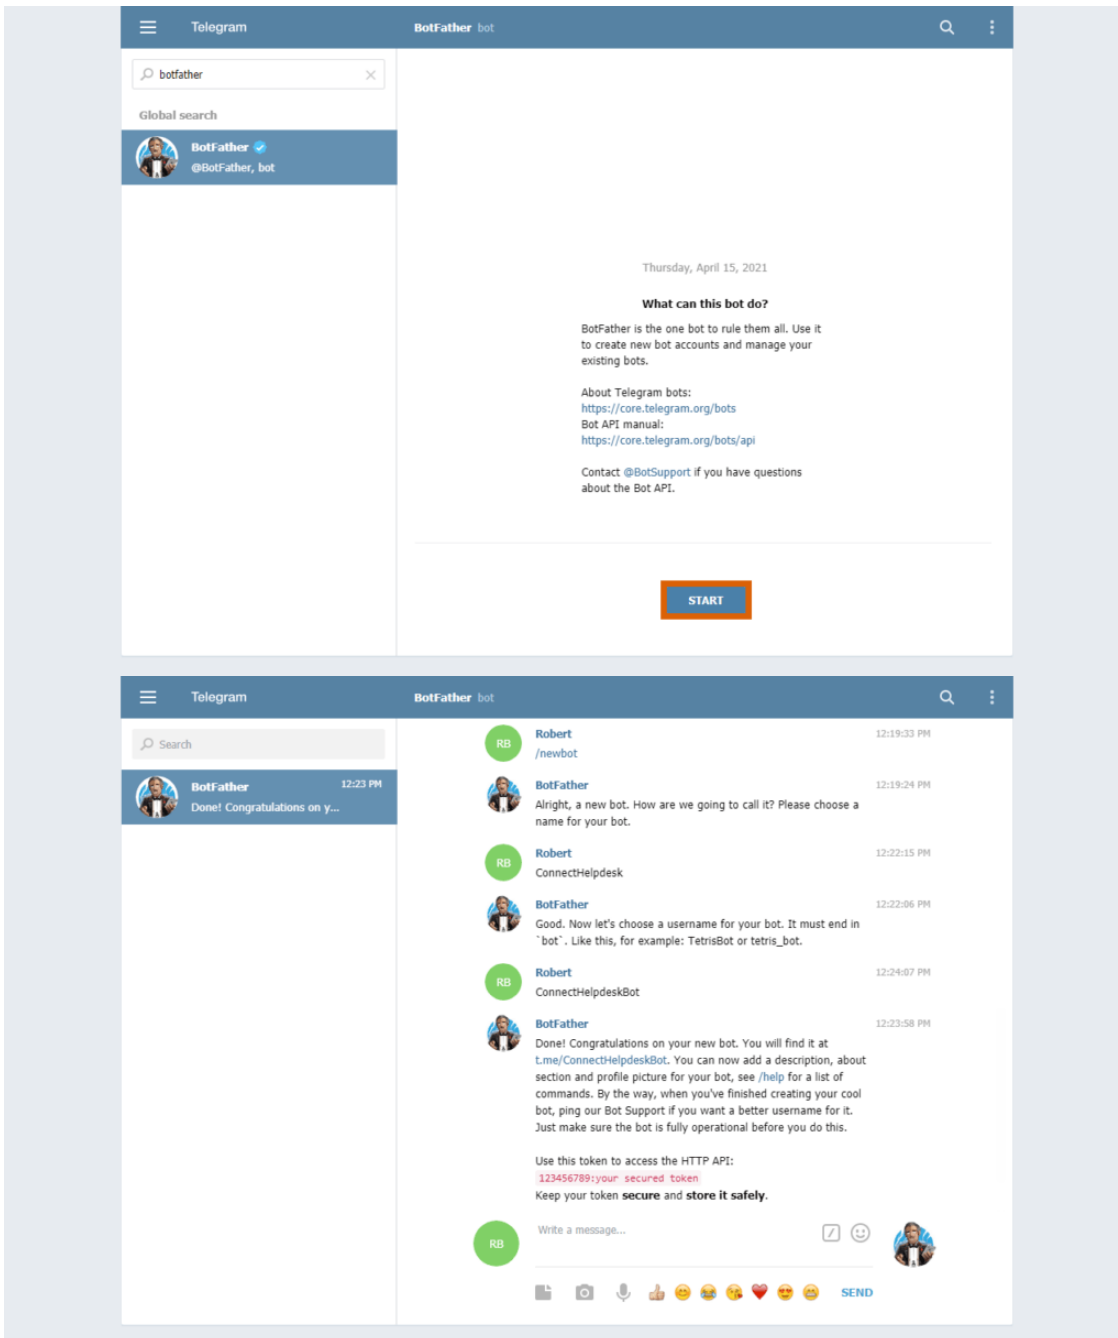 Telegram
BotFather bot
botfather
Global search
BotFather
@BotFather, bot
Thursday, April 15, 2021
What can this bot do?
BotFather is the one bot to rule them all. Use it
to create new bot accounts and manage your
existing bots.
About Telegram bots:
https://core.telegram.org/bots
Bot API manual:
https://core.telegram.org/bots/api
Contact @BotSupport if you have questions
about the Bot API.
START
Telegram
BotFather bot
Search
BotFather 12:23 PM
Done! Congratulations on y...
RB
Robert 12:19:33 PM
/newbot
BotFather 12:19:24 PM
Alright, a new bot. How are we going to call it? Please choose a
name for your bot.
RB
Robert 12:22:15 PM
ConnectHelpdesk
BotFather 12:22:06 PM
Good. Now let's choose a username for your bot. It must end in
`bot`. Like this, for example: TetrisBot or tetris_bot.
RB
Robert 12:24:07 PM
ConnectHelpdeskBot
BotFather 12:23:58 PM
Done! Congratulations on your new bot. You will find it at
t.me/ConnectHelpdeskBot. You can now add a description, about
section and profile picture for your bot, see /help for a list of
commands. By the way, when you've finished creating your cool
bot, ping our Bot Support if you want a better username for it.
Just make sure the bot is fully operational before you do this.
Use this token to access the HTTP API:
123456789:your secured token
Keep your token secure and store it safely.
RB
Write a message...
SEND